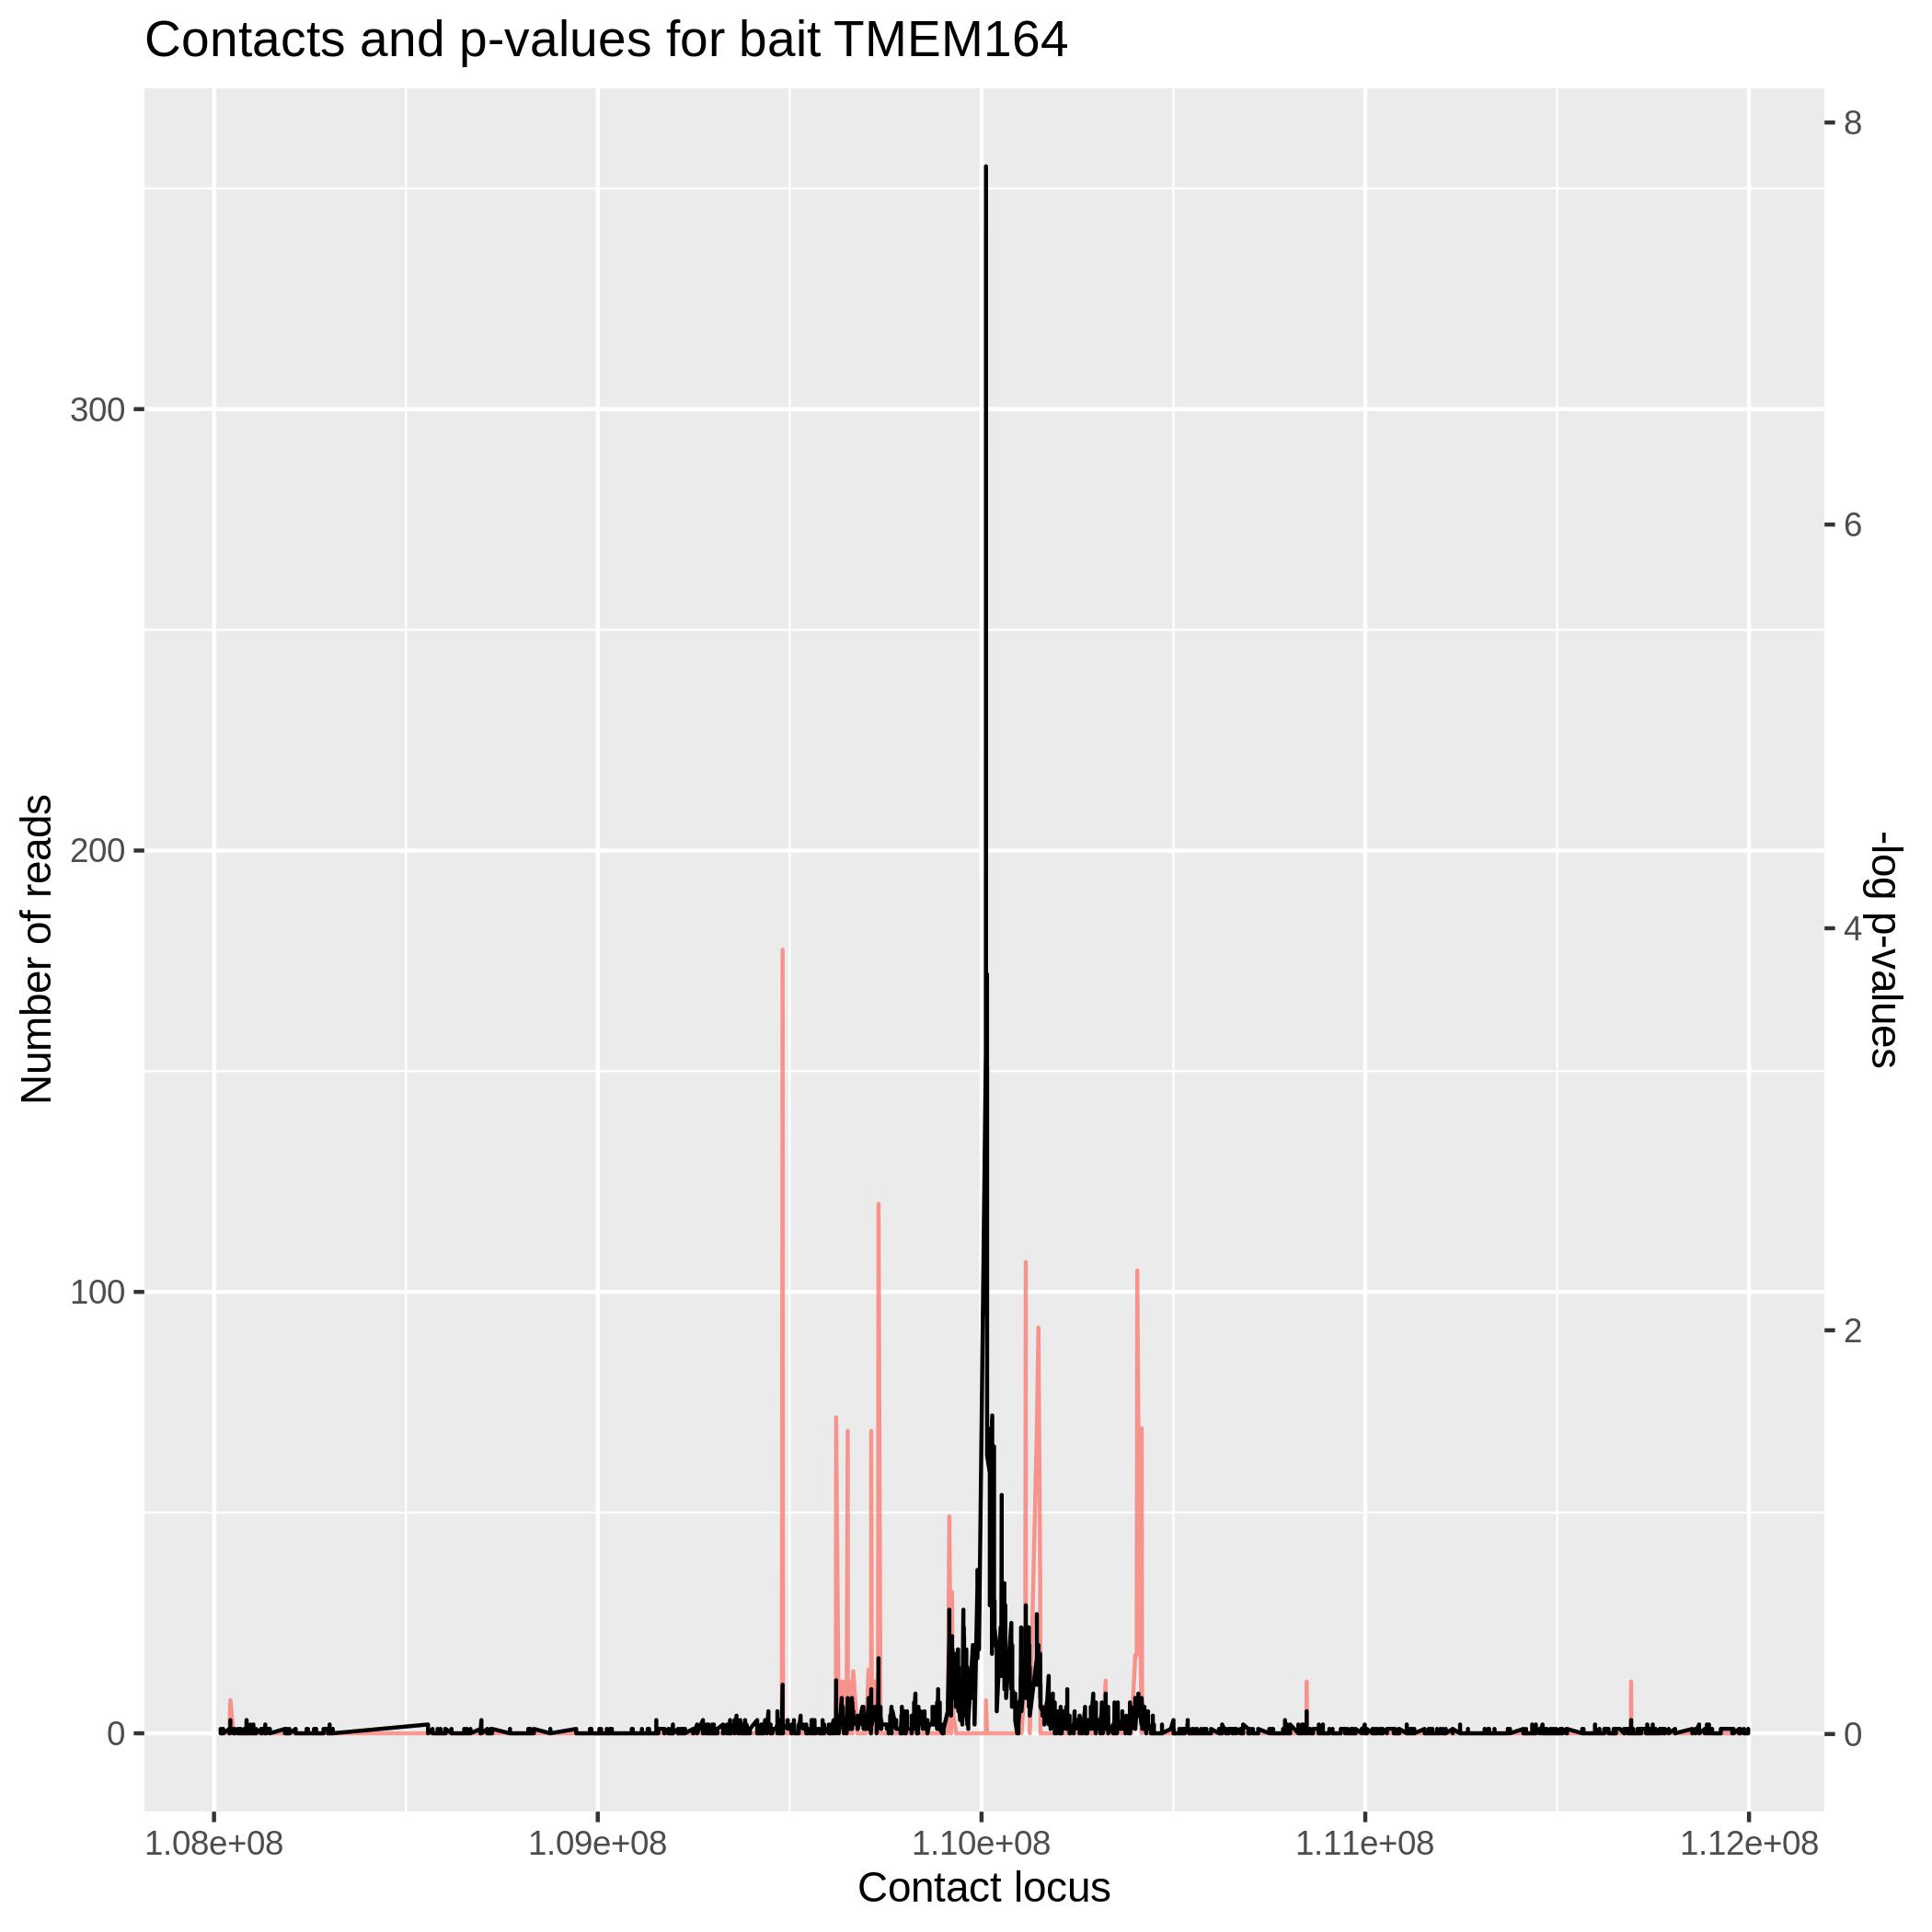 Contacts and p-values for bait TMEM164
Number of reads
300
200
100
0
8
6
4
2
0
-log p-values
1.08e+08 1.09e+08 1.10e+08 1.11e+08 1.12e+08
Contact locus